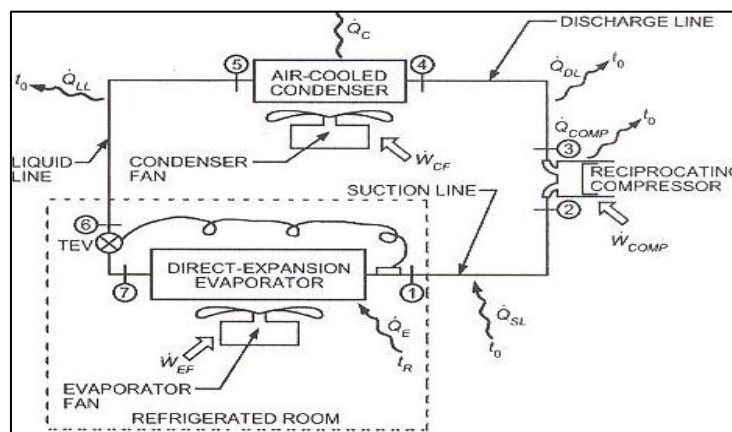 Q̇C
DISCHARGE LINE
5
AIR-COOLED
CONDENSER
4
t0
Q̇LL
Q̇DL
t0
Q̇COMP
t0
3
LIQUID
LINE
CONDENSER
FAN
ẆCF
SUCTION LINE
RECIPROCATING
COMPRESSOR
2
ẆCOMP
6
TEV
7
DIRECT-EXPANSION
EVAPORATOR
1
Q̇SL
t0
Q̇E
tR
ẆEF
EVAPORATOR
FAN
REFRIGERATED ROOM